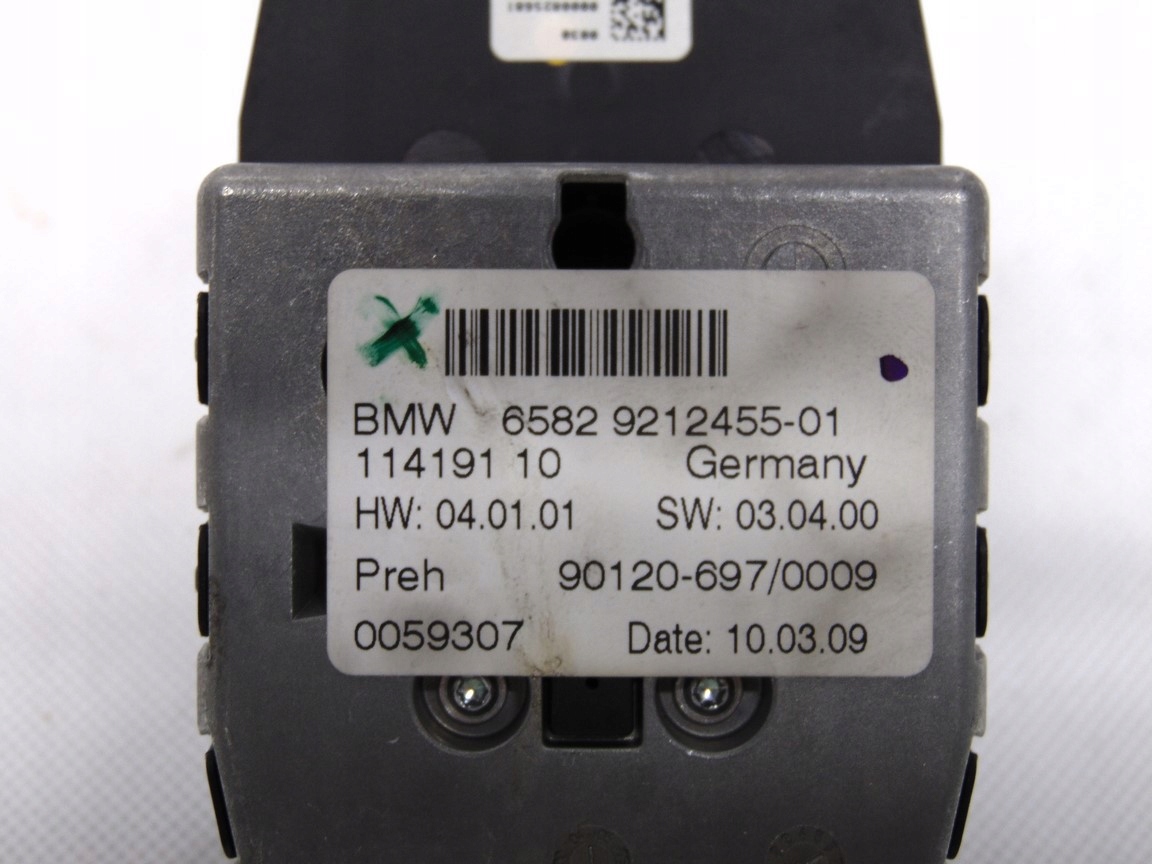 0030
BMW 6582 9212455-01
114191 10 Germany
HW: 04.01.01 SW: 03.04.00
Preh 90120-697/0009
0059307 Date: 10.03.09